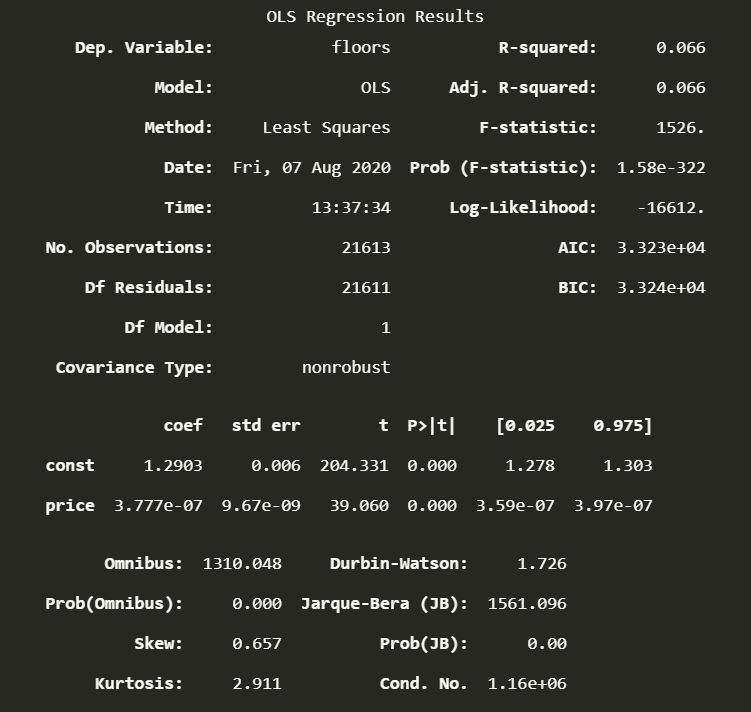 OLS Regression Results
Dep. Variable: floors R-squared: 0.066
Model: OLS Adj. R-squared: 0.066
Method: Least Squares F-statistic: 1526.
Date: Fri, 07 Aug 2020 Prob (F-statistic): 1.58e-322
Time: 13:37:34 Log-Likelihood: -16612.
No. Observations: 21613 AIC: 3.323e+04
Df Residuals: 21611 BIC: 3.324e+04
Df Model: 1
Covariance Type: nonrobust
coef std err t P>|t| [0.025 0.975]
const 1.2903 0.006 204.331 0.000 1.278 1.303
price 3.777e-07 9.67e-09 39.060 0.000 3.59e-07 3.97e-07
Omnibus: 1310.048 Durbin-Watson: 1.726
Prob(Omnibus): 0.000 Jarque-Bera (JB): 1561.096
Skew: 0.657 Prob(JB): 0.00
Kurtosis: 2.911 Cond. No. 1.16e+06